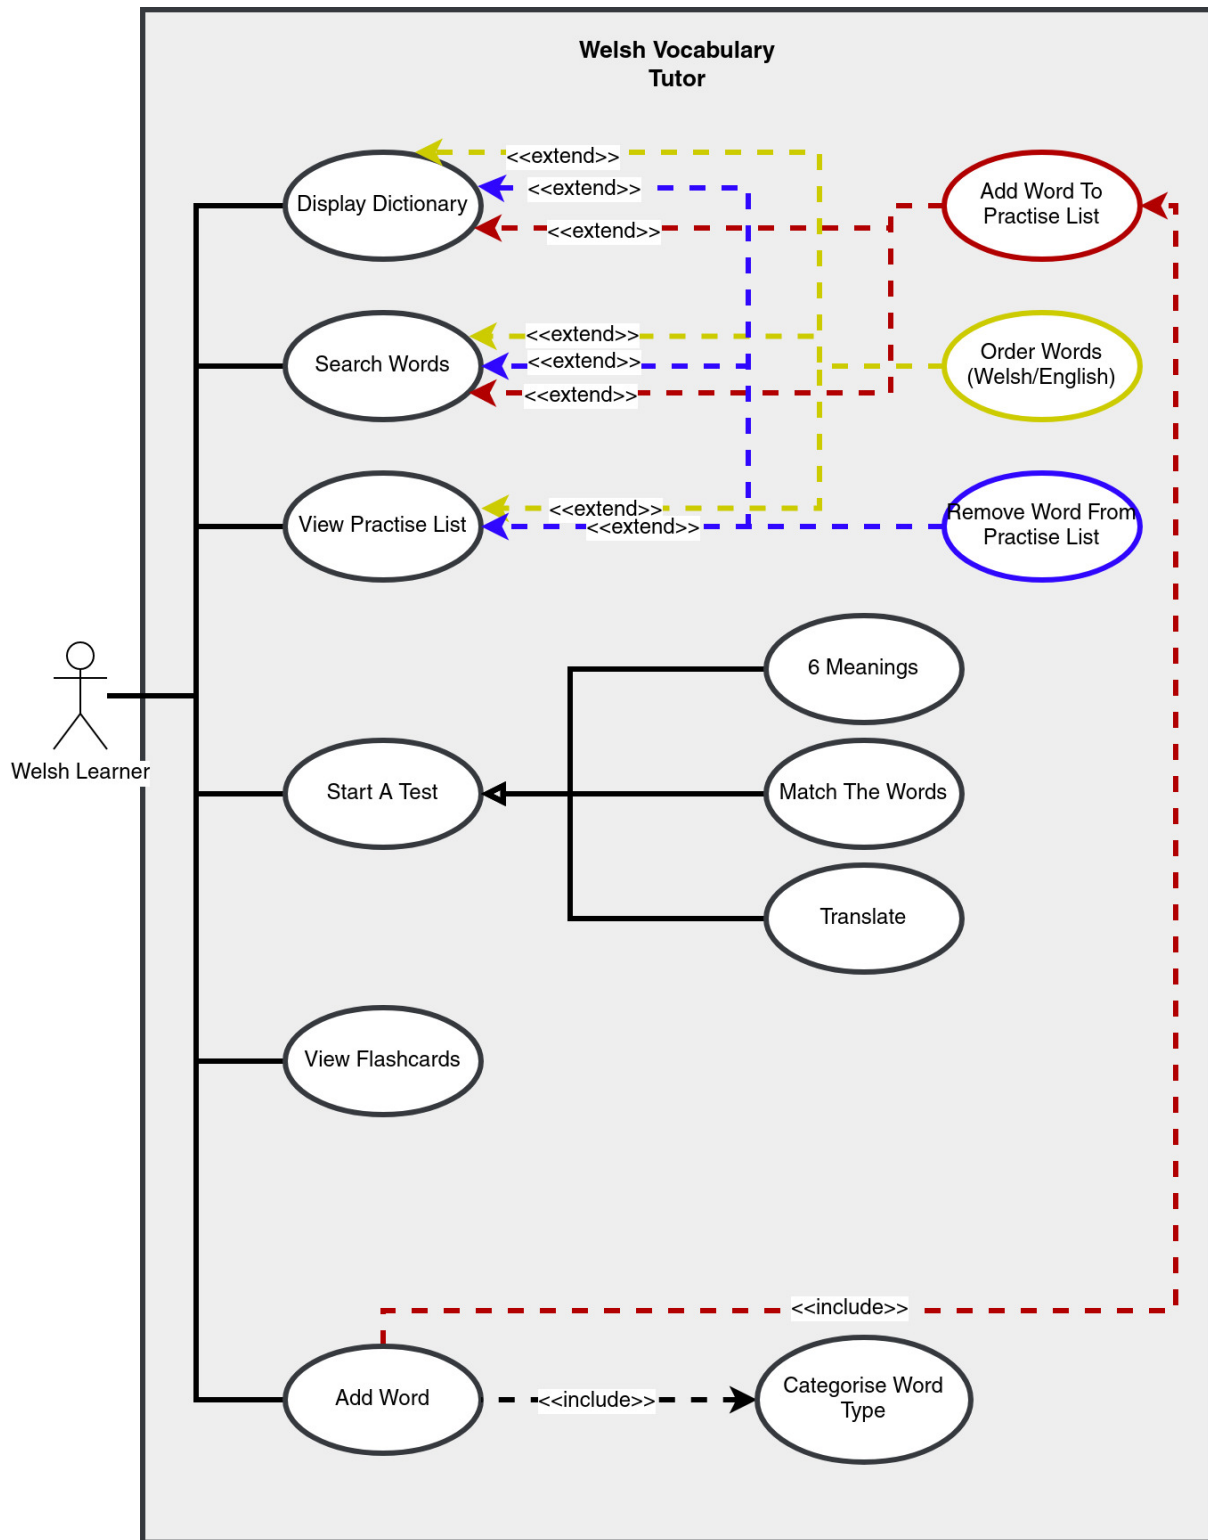 Welsh Vocabulary
Tutor
<<extend>>
<<extend>>
<<extend>>
Display Dictionary
Add Word To
Practise List
<<extend>>
<<extend>>
<<extend>>
Search Words
Order Words
(Welsh/English)
<<extend>>
<<extend>>
View Practise List
Remove Word From
Practise List
6 Meanings
Welsh Learner
Start A Test
Match The Words
Translate
View Flashcards
<<include>>
Add Word
<<include>>
Categorise Word
Type